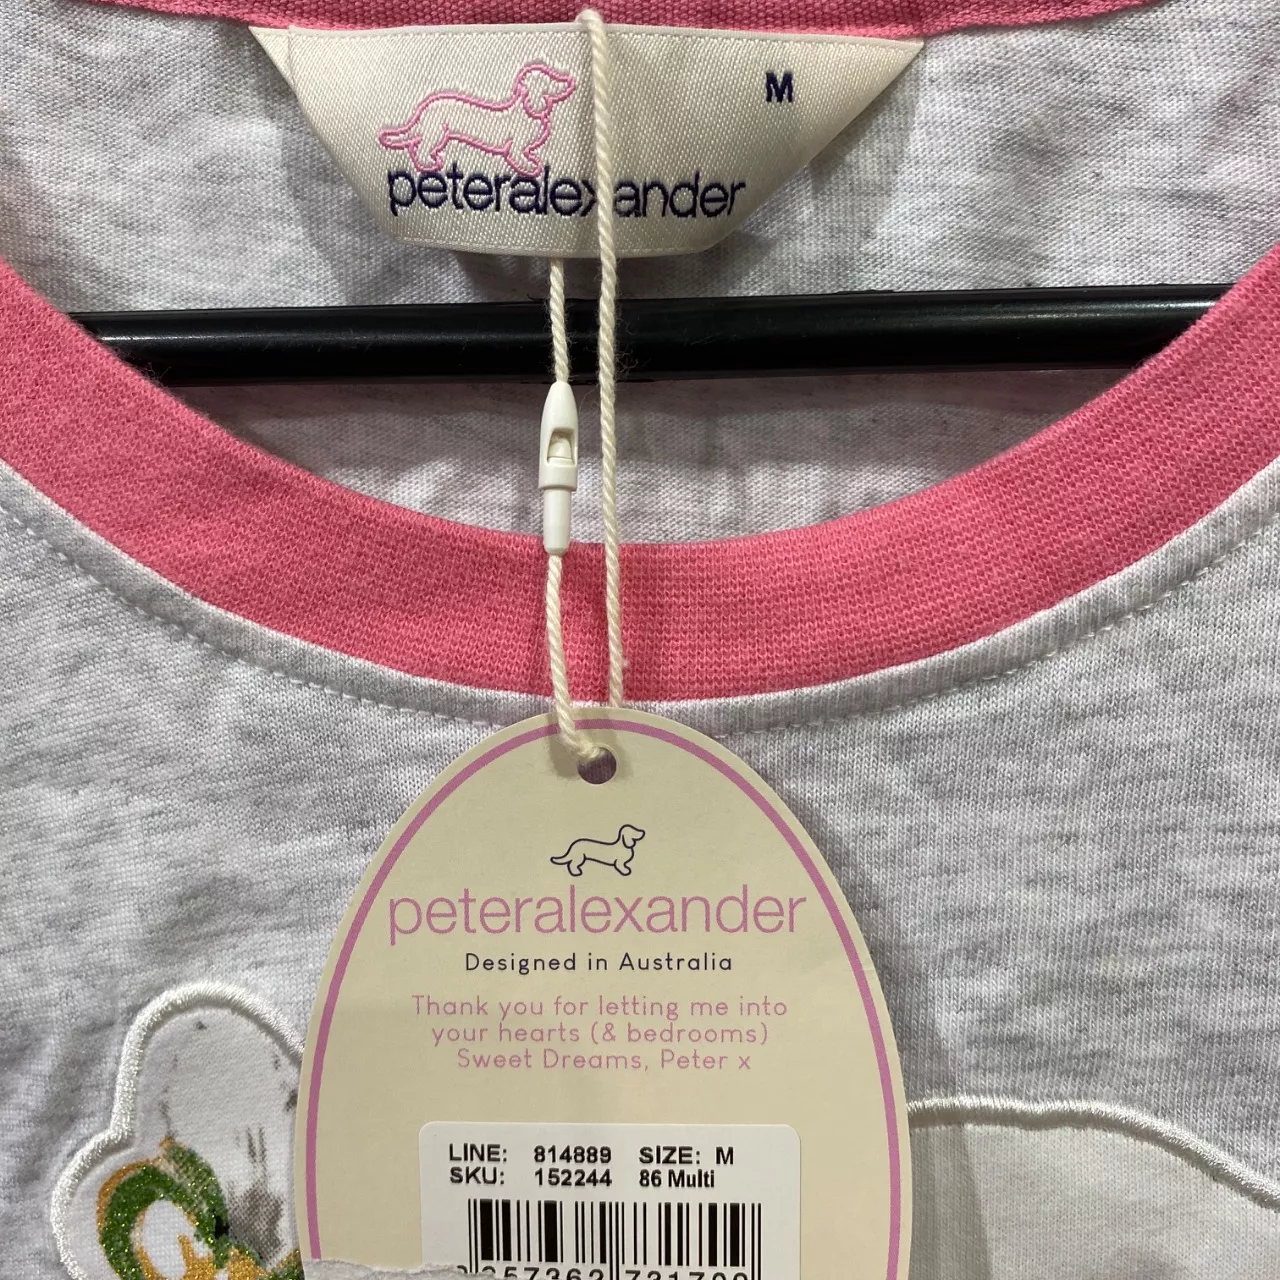 M
peteralexander
peteralexander
Designed in Australia
Thank you for letting me into
your hearts (& bedrooms)
Sweet Dreams, Peter x
LINE: 814889 SIZE: M
SKU: 152244 86 Multi